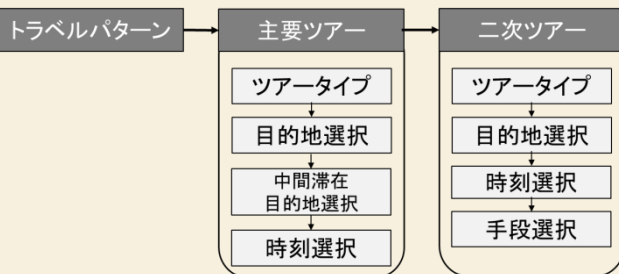 トラベルパターン
主要ツアー
ツアータイプ
目的地選択
中間滞在
目的地選択
時刻選択
二次ツアー
ツアータイプ
目的地選択
時刻選択
手段選択